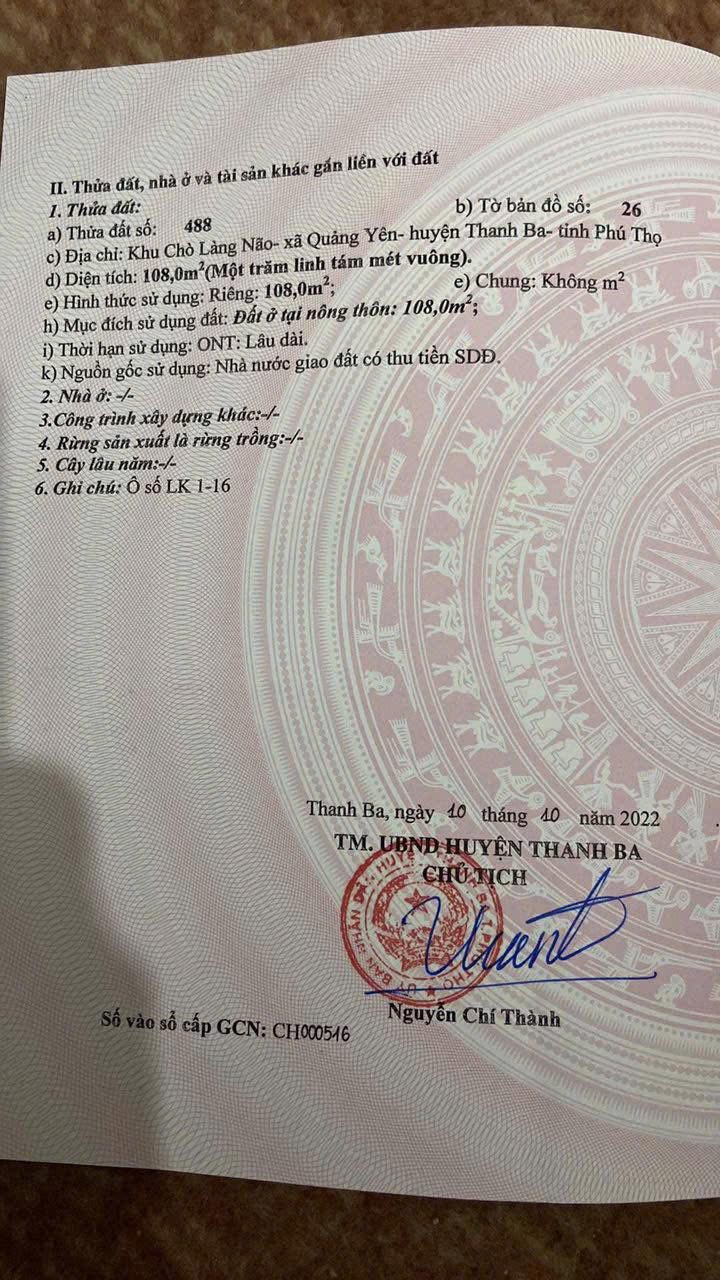 II. Thửa đất, nhà ở và tài sản khác gắn liền với đất
1. Thửa đất:
a) Thửa đất số: 488 b) Tờ bản đồ số: 26
c) Địa chỉ: Khu Chò Làng Não- xã Quảng Yên- huyện Thanh Ba- tỉnh Phú Thọ
d) Diện tích: 108,0m²(Một trăm linh tám mét vuông).
e) Hình thức sử dụng: Riêng: 108,0m²; e) Chung: Không m²
h) Mục đích sử dụng đất: Đất ở tại nông thôn: 108,0m²;
i) Thời hạn sử dụng: ONT: Lâu dài.
k) Nguồn gốc sử dụng: Nhà nước giao đất có thu tiền SDĐ.
2. Nhà ở: -/-
3.Công trình xây dựng khác:-/-
4. Rừng sản xuất là rừng trồng:-/-
5. Cây lâu năm:-/-
6. Ghi chú: Ô số LK 1-16
Thanh Ba, ngày 10 tháng 10 năm 2022
TM. UBND HUYỆN THANH BA
CHỦ TỊCH
Nguyễn Chí Thành
Số vào sổ cấp GCN: CH000516